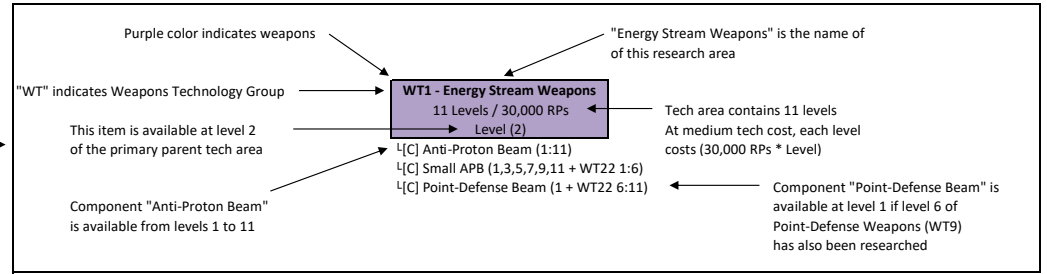 Purple color indicates weapons
"Energy Stream Weapons" is the name of
of this research area
"WT" indicates Weapons Technology Group
WT1 - Energy Stream Weapons
11 Levels / 30,000 RPs
Level (2)
This item is available at level 2
of the primary parent tech area
Tech area contains 11 levels
At medium tech cost, each level
costs (30,000 RPs * Level)
└[C] Anti-Proton Beam (1:11)
└[C] Small APB (1,3,5,7,9,11 + WT22 1:6)
└[C] Point-Defense Beam (1 + WT22 6:11)
Component "Anti-Proton Beam"
is available from levels 1 to 11
Component "Point-Defense Beam" is
available at level 1 if level 6 of
Point-Defense Weapons (WT9)
has also been researched